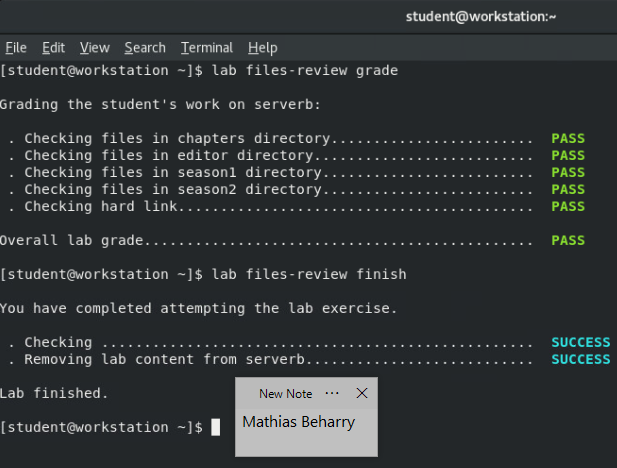 student@workstation:~
File Edit View Search Terminal Help
[student@workstation ~]$ lab files-review grade
Grading the student's work on serverb:
. Checking files in chapters directory........................ PASS
. Checking files in editor directory.......................... PASS
. Checking files in season1 directory......................... PASS
. Checking files in season2 directory......................... PASS
. Checking hard link.......................................... PASS
Overall lab grade.............................................. PASS
[student@workstation ~]$ lab files-review finish
You have completed attempting the lab exercise.
. Checking ................................................... SUCCESS
. Removing lab content from serverb........................... SUCCESS
Lab finished.
New Note ··· ×
Mathias Beharry
[student@workstation ~]$